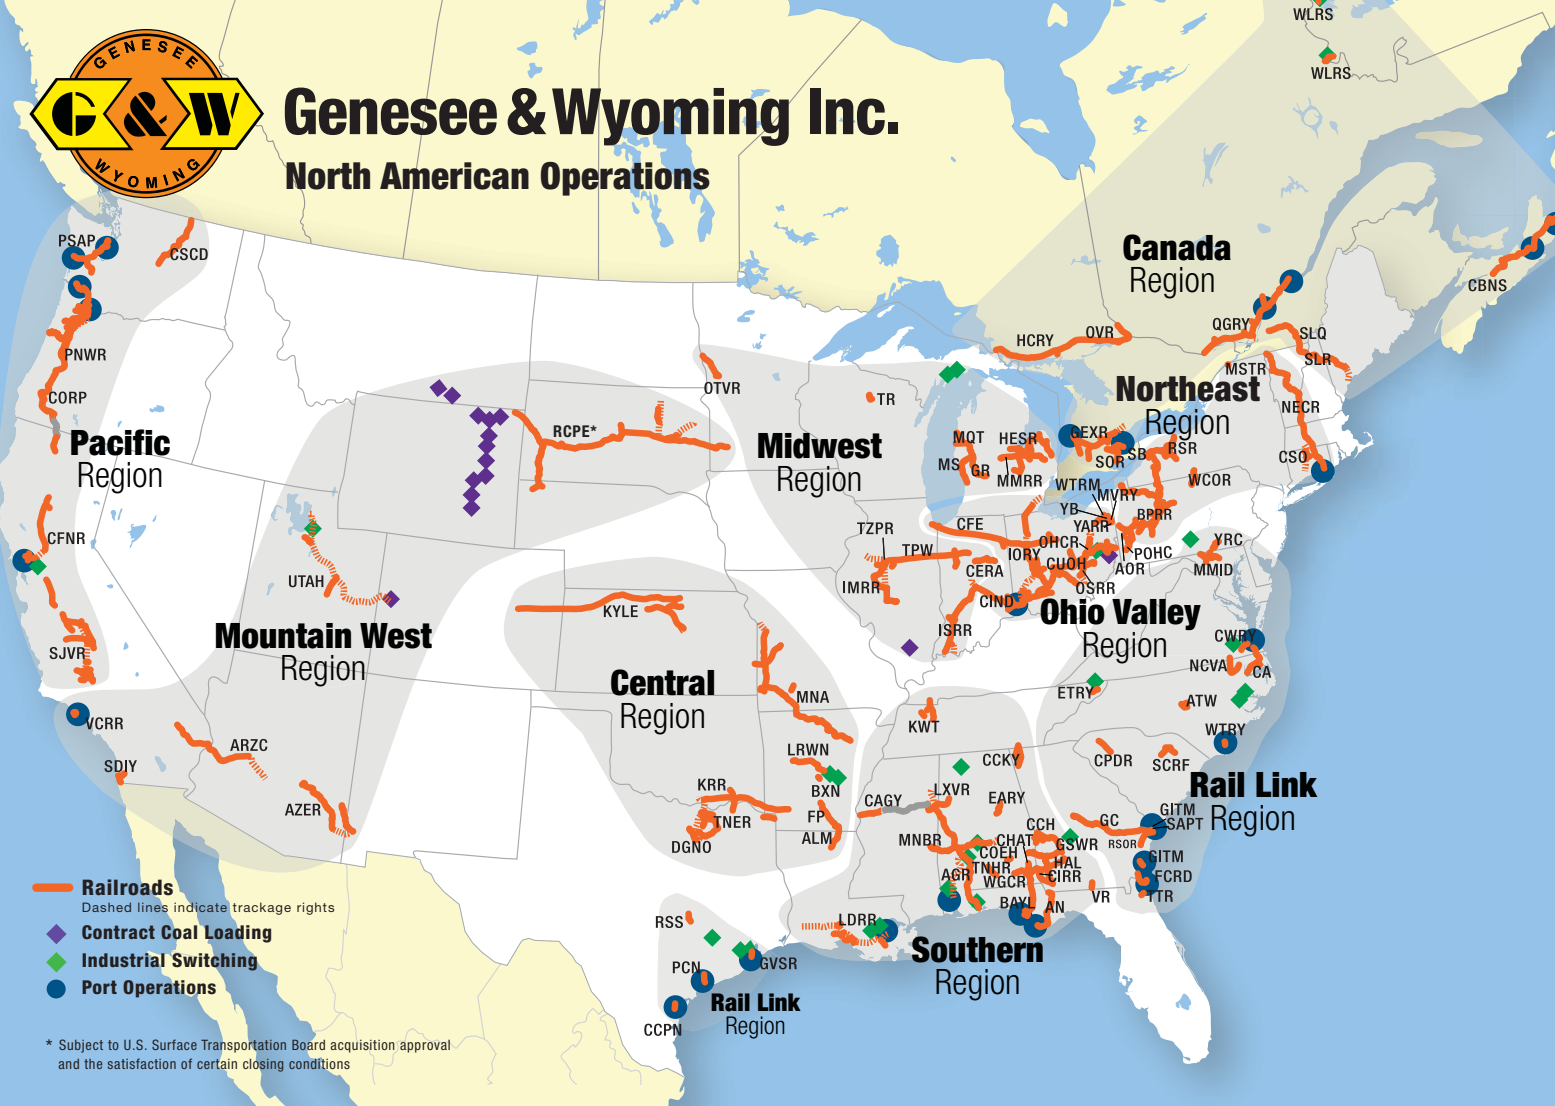 GENESEE
G & W
WYOMING
Genesee & Wyoming Inc.
North American Operations
WLRS
WLRS
Canada
Region
CBNS
HCRY
OVR
QGRY
SLQ
SLR
MSTR
NECR
CSO
Northeast
Region
PSAP
CSCD
PNWR
CORP
Pacific
Region
CFNR
SJVR
VCRR
SDIY
ARZC
AZER
UTAH
Mountain West
Region
RCPE*
OTVR
TR
Midwest
Region
MQT
HESR
MS
GR
MMRR
GEXR
SOR
SB
RSR
WCOR
WTRM
MVRY
YB
YARR
BPRR
TZPR
CFE
TPW
OHCR
IORY
POHC
AOR
CUOH
CERA
OSRR
IMRR
CIND
ISRR
YRC
MMID
Ohio Valley
Region
KYLE
Central
Region
MNA
LRWN
BXN
KRR
TNER
DGNO
FP
ALM
CWRY
NCVA
CA
ETRY
ATW
WTRY
KWT
CCKY
CPDR
SCRF
Rail Link
Region
LXVR
CAGY
EARY
GITM
SAPT
GC
RSOR
CCH
MNBR
CHAT
GSWR
COEH
HAL
TNHR
CIRR
AGR
WGCR
GITM
FCRD
TTR
VR
BAYL
AN
LDRR
Southern
Region
RSS
PCN
GVSR
CCPN
Rail Link
Region
Railroads
Dashed lines indicate trackage rights
Contract Coal Loading
Industrial Switching
Port Operations
* Subject to U.S. Surface Transportation Board acquisition approval
and the satisfaction of certain closing conditions